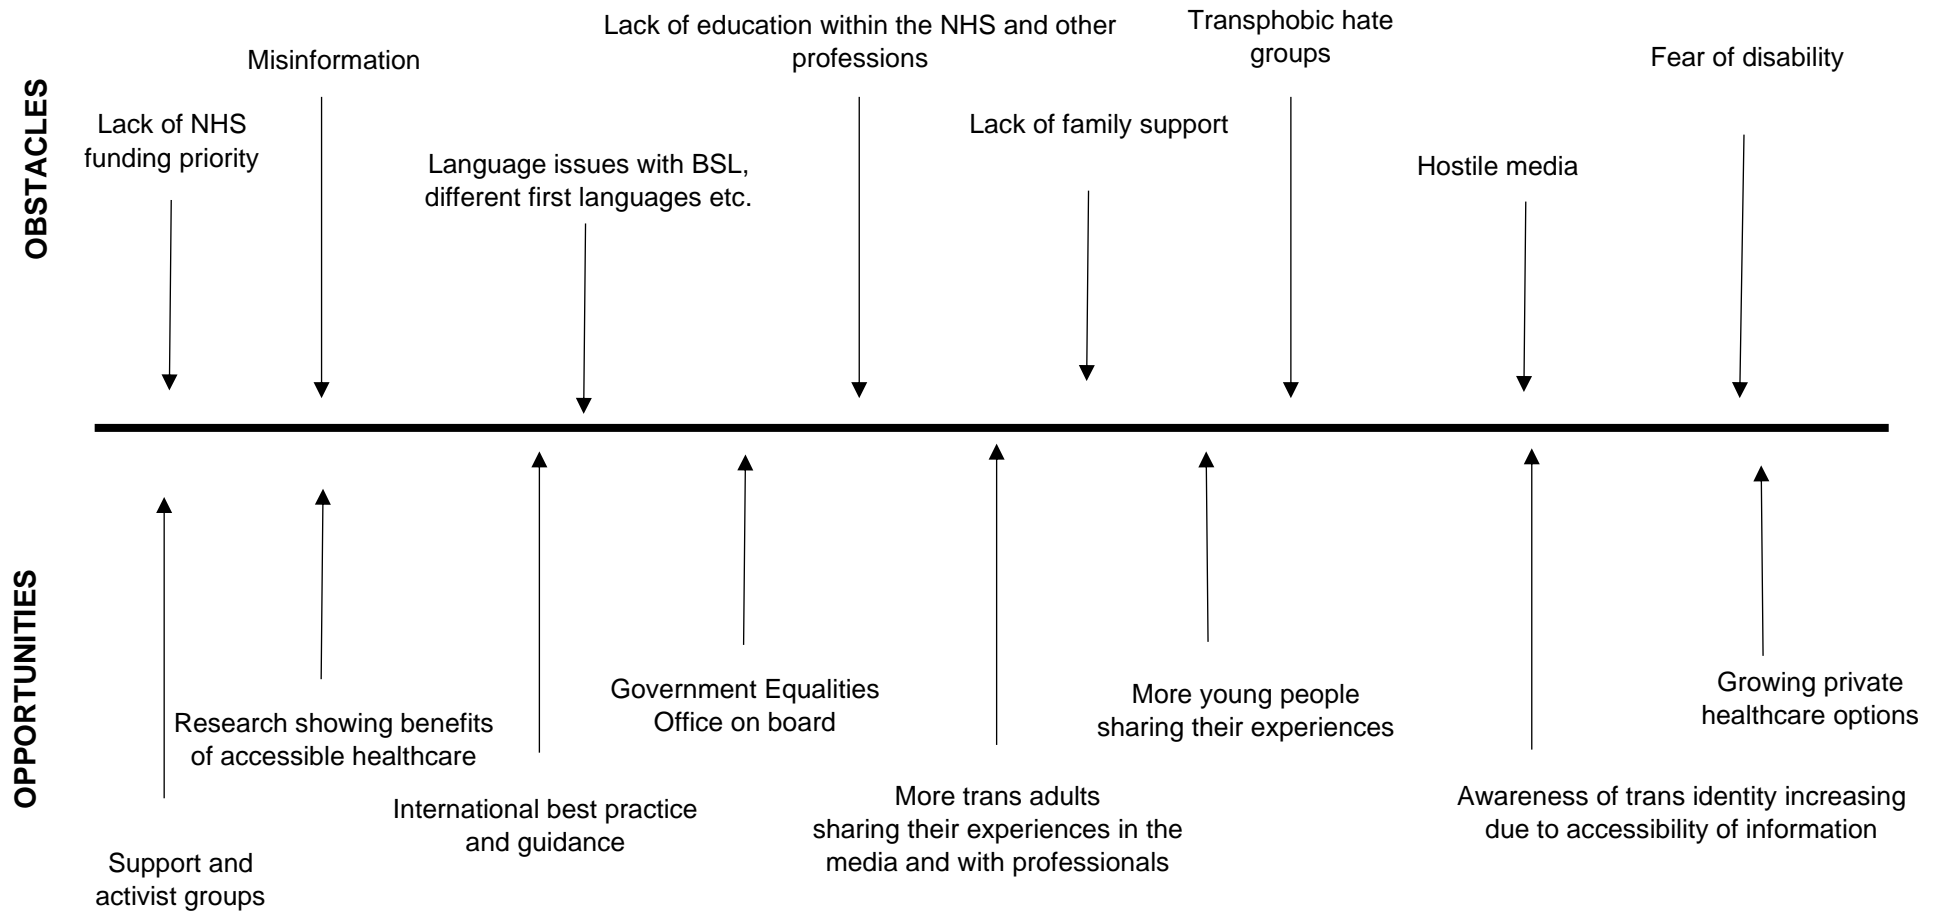 OBSTACLES
Lack of NHS
funding priority
Misinformation
Language issues with BSL,
different first languages etc.
Lack of education within the NHS and other
professions
Lack of family support
Transphobic hate
groups
Hostile media
Fear of disability
OPPORTUNITIES
Support and
activist groups
Research showing benefits
of accessible healthcare
International best practice
and guidance
Government Equalities
Office on board
More trans adults
sharing their experiences in the
media and with professionals
More young people
sharing their experiences
Awareness of trans identity increasing
due to accessibility of information
Growing private
healthcare options